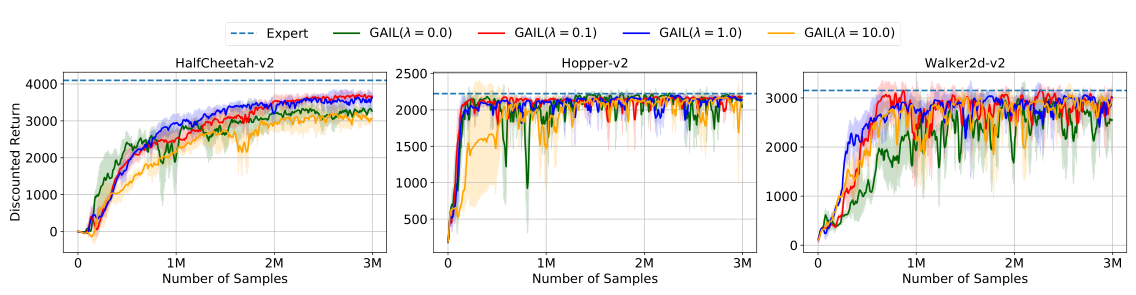 Expert GAIL(λ = 0.0) GAIL(λ = 0.1) GAIL(λ = 1.0) GAIL(λ = 10.0)
HalfCheetah-v2 Hopper-v2 Walker2d-v2
Discounted Return
4000
3000
2000
1000
0
0 1M 2M 3M
Number of Samples
2500
2000
1500
1000
500
0 1M 2M 3M
Number of Samples
3000
2000
1000
0
0 1M 2M 3M
Number of Samples